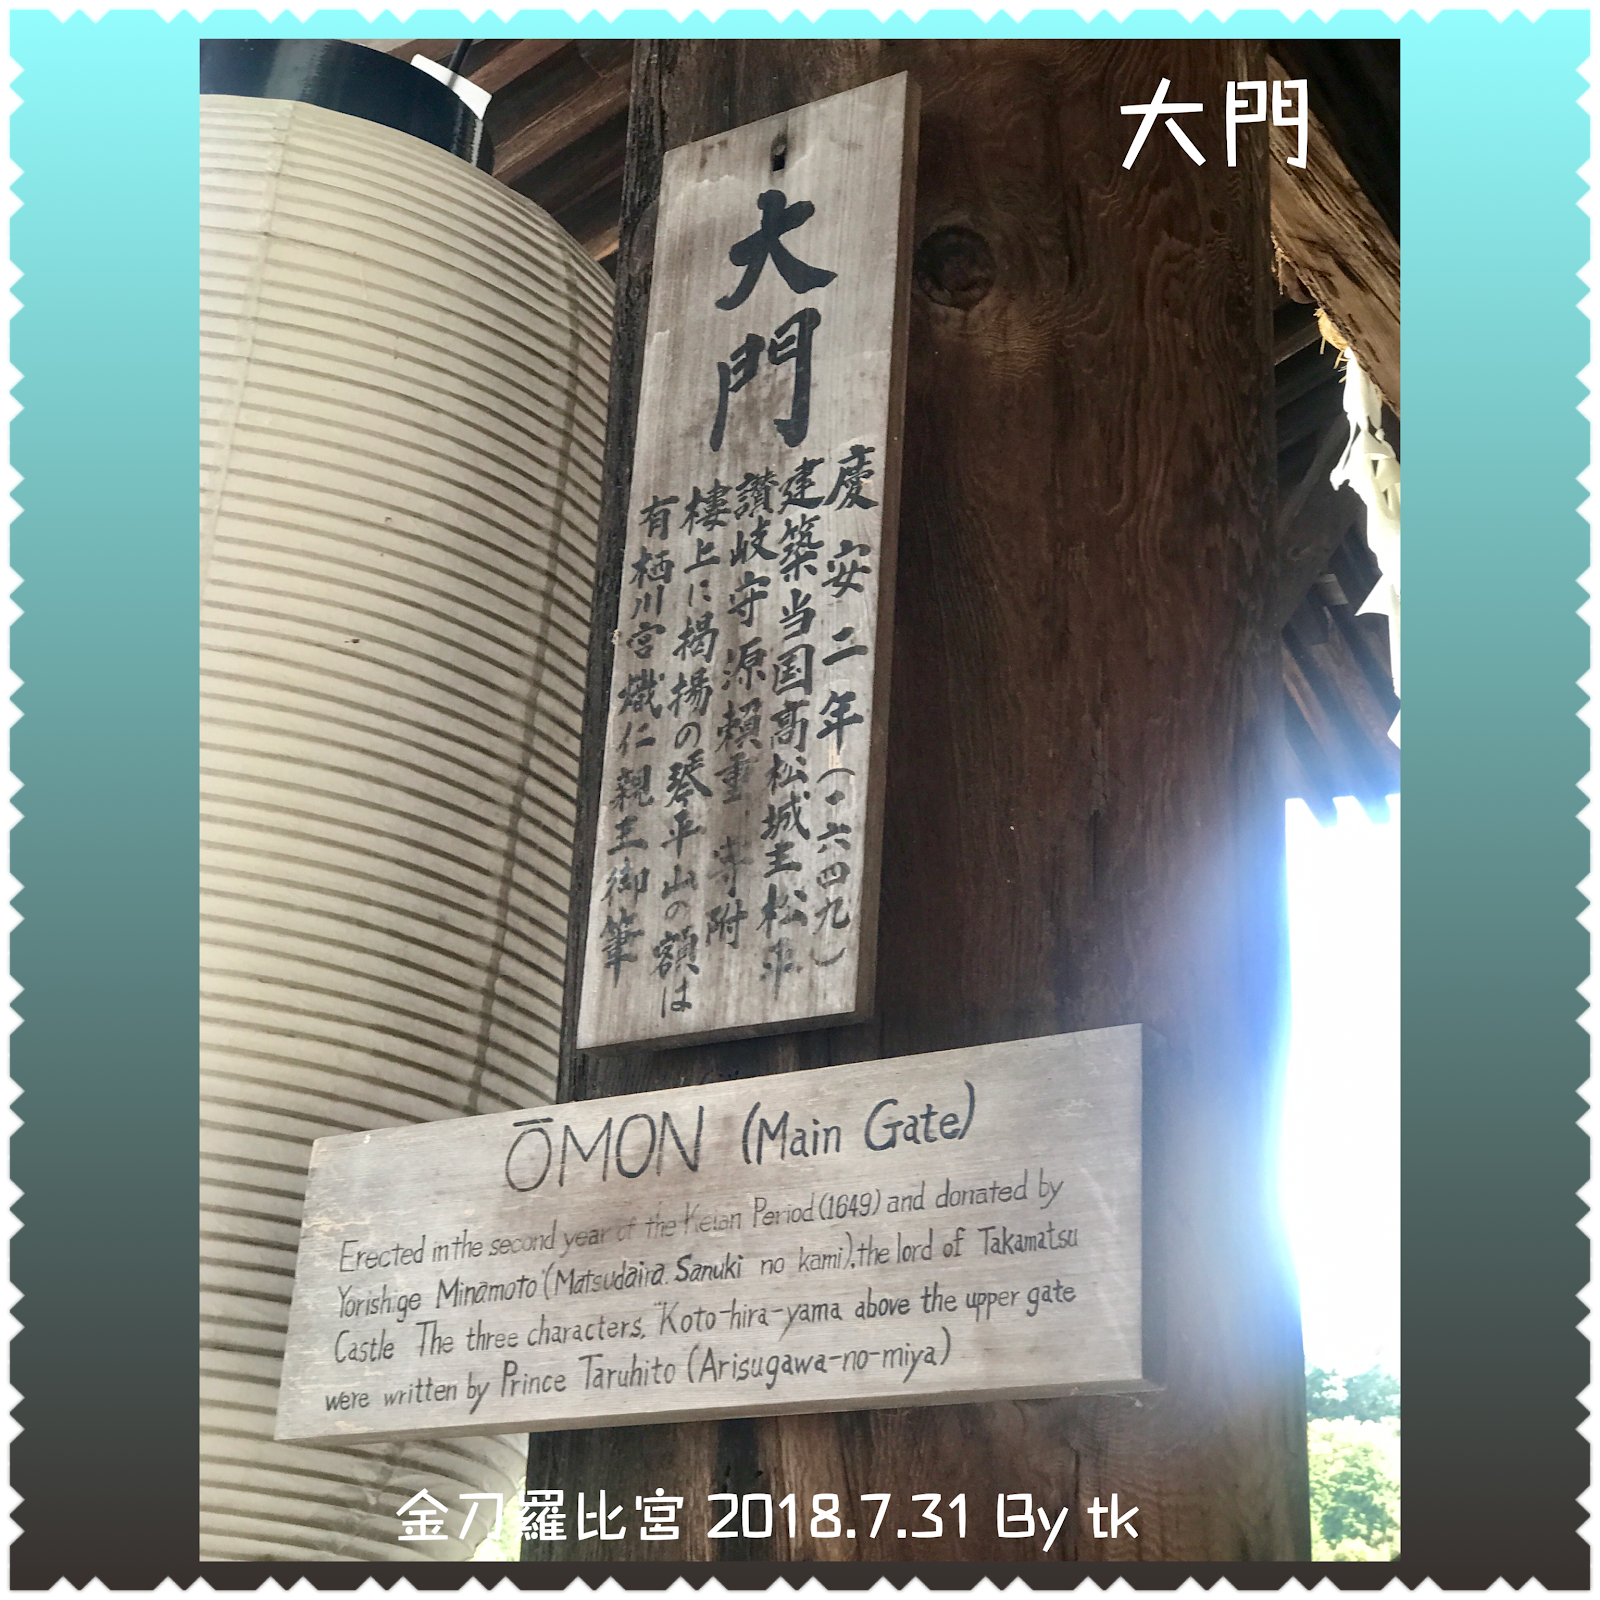 大門
大門
慶安二年(一六四九)
建築当国高松城主松平
讃岐守源頼重寄附
樓上に掲揚の琴平山の額は
有栖川宮熾仁親王御筆
ŌMON (Main Gate)
Erected in the second year of the Keian Period (1649) and donated by
Yorishige Minamoto (Matsudaira. Sanuki no kami), the lord of Takamatsu
Castle The three characters, "Koto-hira-yama above the upper gate
were written by Prince Taruhito (Arisugawa-no-miya)
金刀羅比宮 2018.7.31 By tk